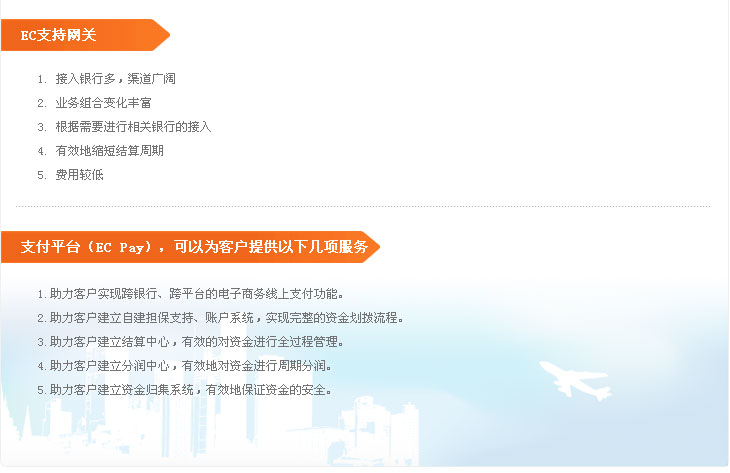 EC支持网关
1. 接入银行多，渠道广阔
2. 业务组合变化丰富
3. 根据需要进行相关银行的接入
4. 有效地缩短结算周期
5. 费用较低
支付平台（EC Pay），可以为客户提供以下几项服务
1.助力客户实现跨银行、跨平台的电子商务线上支付功能。
2.助力客户建立自建担保支持、账户系统，实现完整的资金划拨流程。
3.助力客户建立结算中心，有效的对资金进行全过程管理。
4.助力客户建立分润中心，有效地对资金进行周期分润。
5.助力客户建立资金归集系统，有效地保证资金的安全。